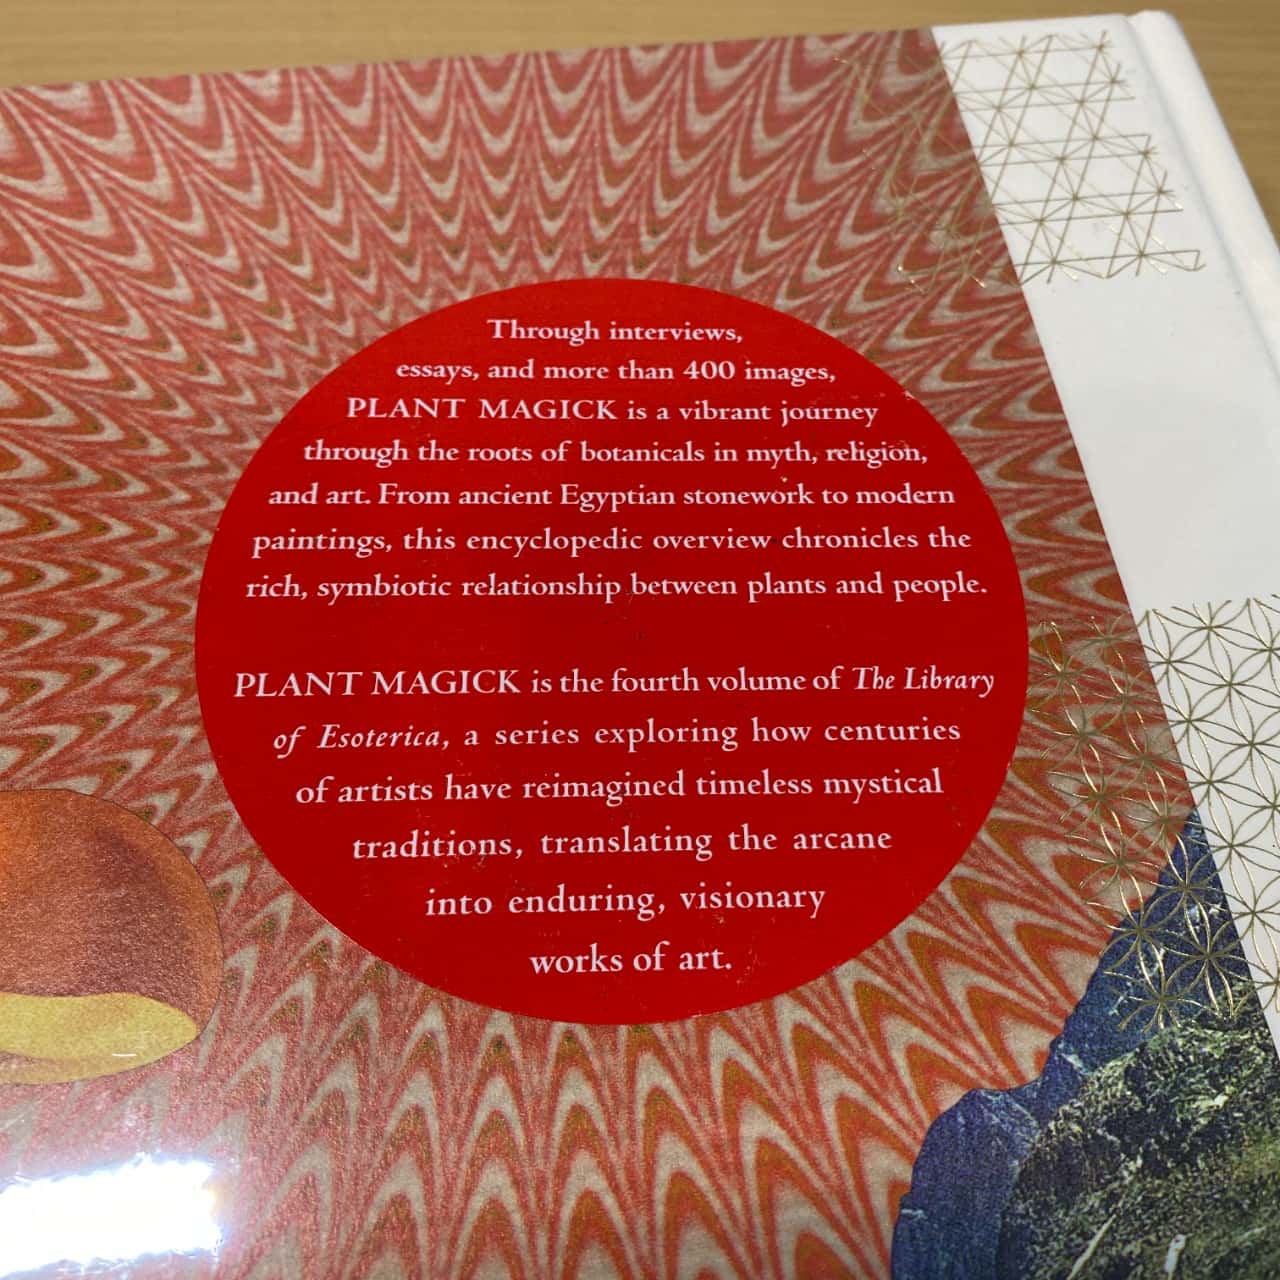 Through interviews,
essays, and more than 400 images,
PLANT MAGICK is a vibrant journey
through the roots of botanicals in myth, religion,
and art. From ancient Egyptian stonework to modern
paintings, this encyclopedic overview chronicles the
rich, symbiotic relationship between plants and people.
PLANT MAGICK is the fourth volume of The Library
of Esoterica, a series exploring how centuries
of artists have reimagined timeless mystical
traditions, translating the arcane
into enduring, visionary
works of art.